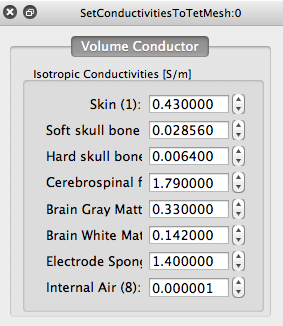 SetConductivitiesToTetMesh:0
Volume Conductor
Isotropic Conductivities [S/m]
Skin (1): 0.430000
Soft skull bone 0.028560
Hard skull bone 0.006400
Cerebrospinal f 1.790000
Brain Gray Matt 0.330000
Brain White Mat 0.142000
Electrode Spong 1.400000
Internal Air (8): 0.000001